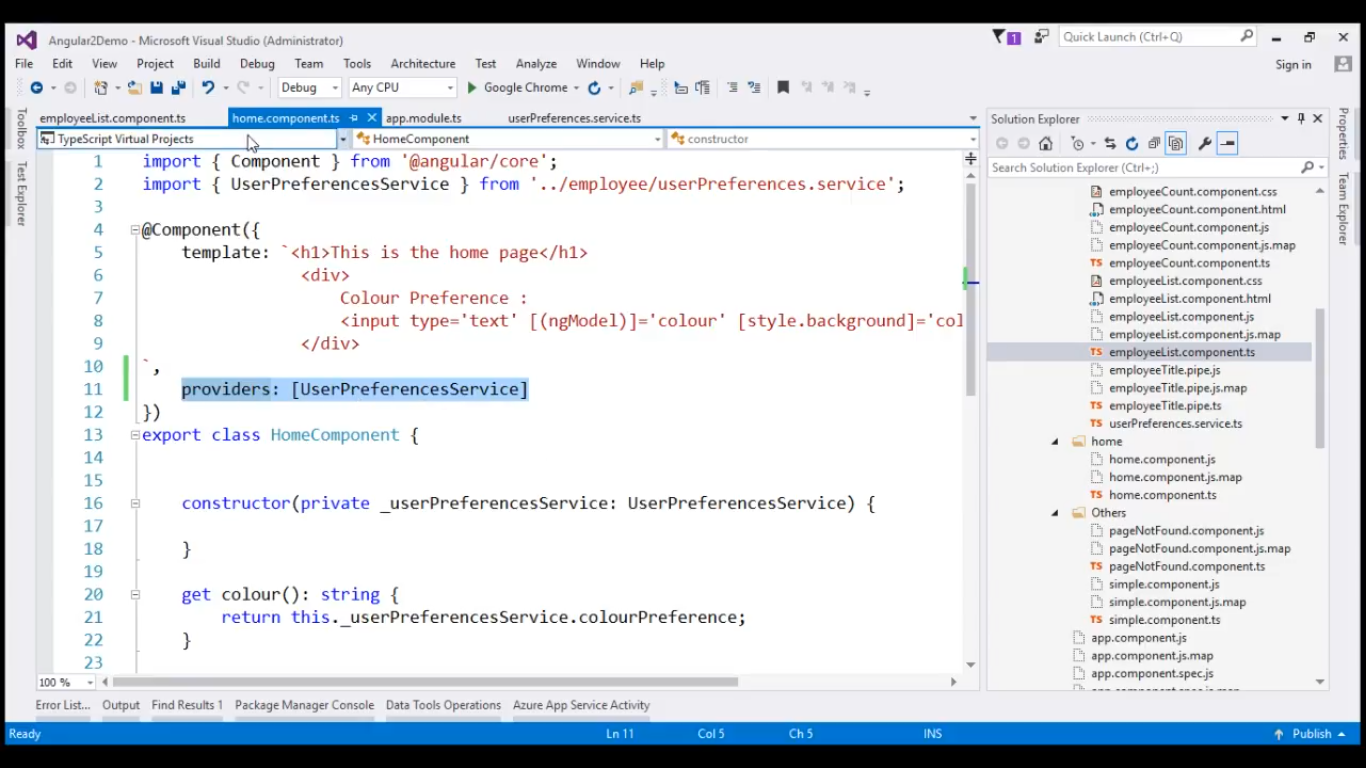 Angular2Demo - Microsoft Visual Studio (Administrator)
1
Quick Launch (Ctrl+Q)
File Edit View Project Build Debug Team Tools Architecture Test Analyze Window Help
Sign in
Debug Any CPU Google Chrome
employeeList.component.ts home.component.ts app.module.ts userPreferences.service.ts
TypeScript Virtual Projects HomeComponent constructor
Toolbox
Test Explorer
1 import { Component } from '@angular/core';
2 import { UserPreferencesService } from '../employee/userPreferences.service';
3
4 @Component({
5 template: `<h1>This is the home page</h1>
6 <div>
7 Colour Preference :
8 <input type='text' [(ngModel)]='colour' [style.background]='col
9 </div>
10 `,
11 providers: [UserPreferencesService]
12 })
13 export class HomeComponent {
14
15
16 constructor(private _userPreferencesService: UserPreferencesService) {
17
18 }
19
20 get colour(): string {
21 return this._userPreferencesService.colourPreference;
22 }
23
100 %
Solution Explorer
Search Solution Explorer (Ctrl+;)
employeeCount.component.css
employeeCount.component.html
employeeCount.component.js
employeeCount.component.js.map
TS employeeCount.component.ts
employeeList.component.css
employeeList.component.html
employeeList.component.js
employeeList.component.js.map
TS employeeList.component.ts
employeeTitle.pipe.js
employeeTitle.pipe.js.map
TS employeeTitle.pipe.ts
TS userPreferences.service.ts
home
home.component.js
home.component.js.map
TS home.component.ts
Others
pageNotFound.component.js
pageNotFound.component.js.map
TS pageNotFound.component.ts
simple.component.js
simple.component.js.map
TS simple.component.ts
app.component.js
app.component.js.map
app.component.spec.js
Properties
Team Explorer
Error List... Output Find Results 1 Package Manager Console Data Tools Operations Azure App Service Activity
Ready Ln 11 Col 5 Ch 5 INS Publish